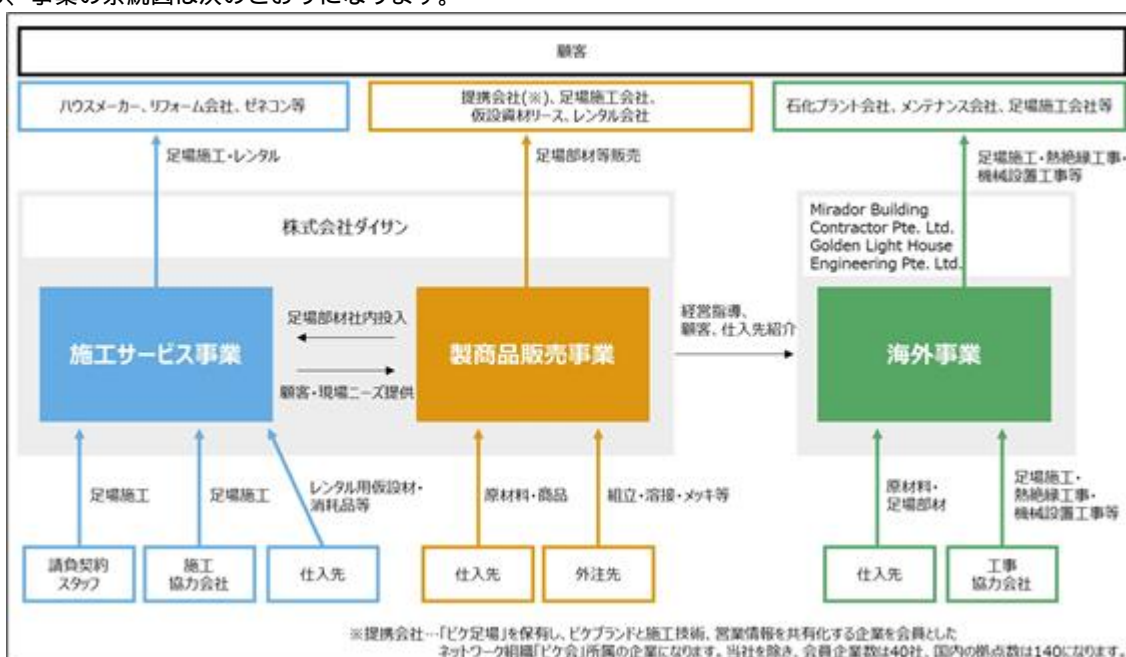 事業の系統図は次のとおりになります。
顧客
ハウスメーカー、リフォーム会社、ゼネコン等
提携会社(※)、足場施工会社、
仮設資材リース、レンタル会社
石化プラント会社、メンテナンス会社、足場施工会社等
足場施工・レンタル
足場部材等販売
足場施工・熱絶縁工事・
機械設置工事等
株式会社ダイサン
Mirador Building
Contractor Pte. Ltd.
Golden Light House
Engineering Pte. Ltd.
施工サービス事業
足場部材社内投入
顧客・現場ニーズ提供
製商品販売事業
経営指導、
顧客、仕入先紹介
海外事業
足場施工
足場施工
レンタル用仮設材・
消耗品等
原材料・商品
組立・溶接・メッキ等
原材料・
足場部材
足場施工・
熱絶縁工事・
機械設置工事等
請負契約
スタッフ
施工
協力会社
仕入先
仕入先
外注先
仕入先
工事
協力会社
※提携会社…「ビケ足場」を保有し、ビケブランドと施工技術、営業情報を共有化する企業を会員とした
ネットワーク組織「ビケ会」所属の企業になります。当社を除き、会員企業数は40社、国内の拠点数は140になります。